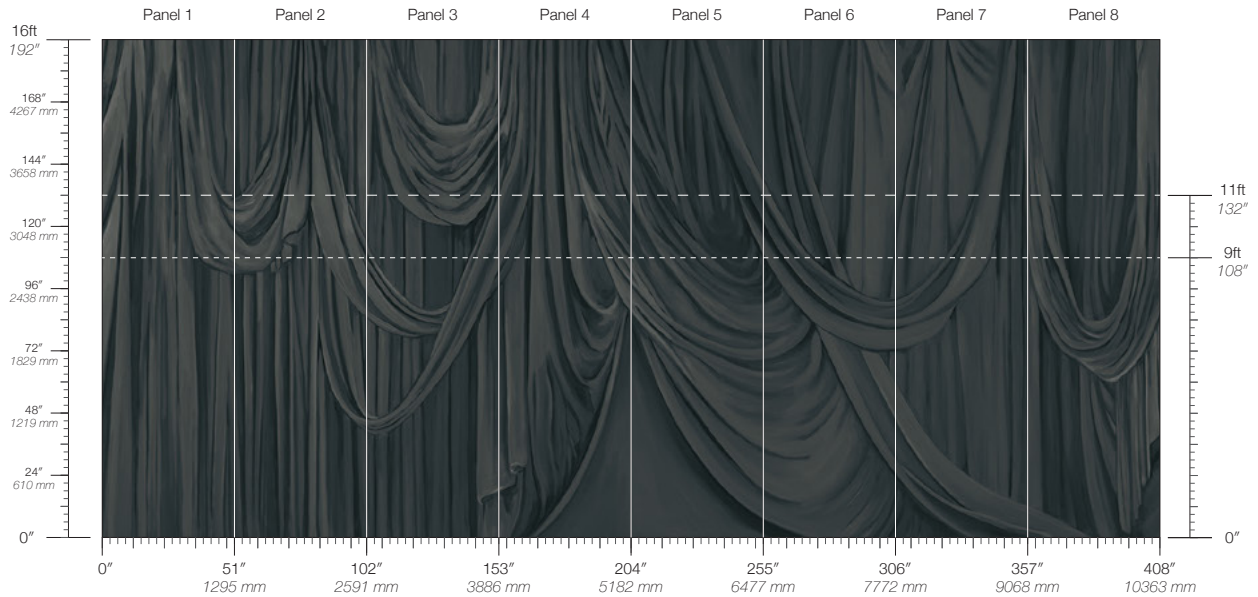 Panel 1 Panel 2 Panel 3 Panel 4 Panel 5 Panel 6 Panel 7 Panel 8
16ft
192″
168″
4267 mm
144″
3658 mm
120″
3048 mm
96″
2438 mm
72″
1829 mm
48″
1219 mm
24″
610 mm
0″
11ft
132″
9ft
108″
0″
0″ 51″ 102″ 153″ 204″ 255″ 306″ 357″ 408″
1295 mm 2591 mm 3886 mm 5182 mm 6477 mm 7772 mm 9068 mm 10363 mm